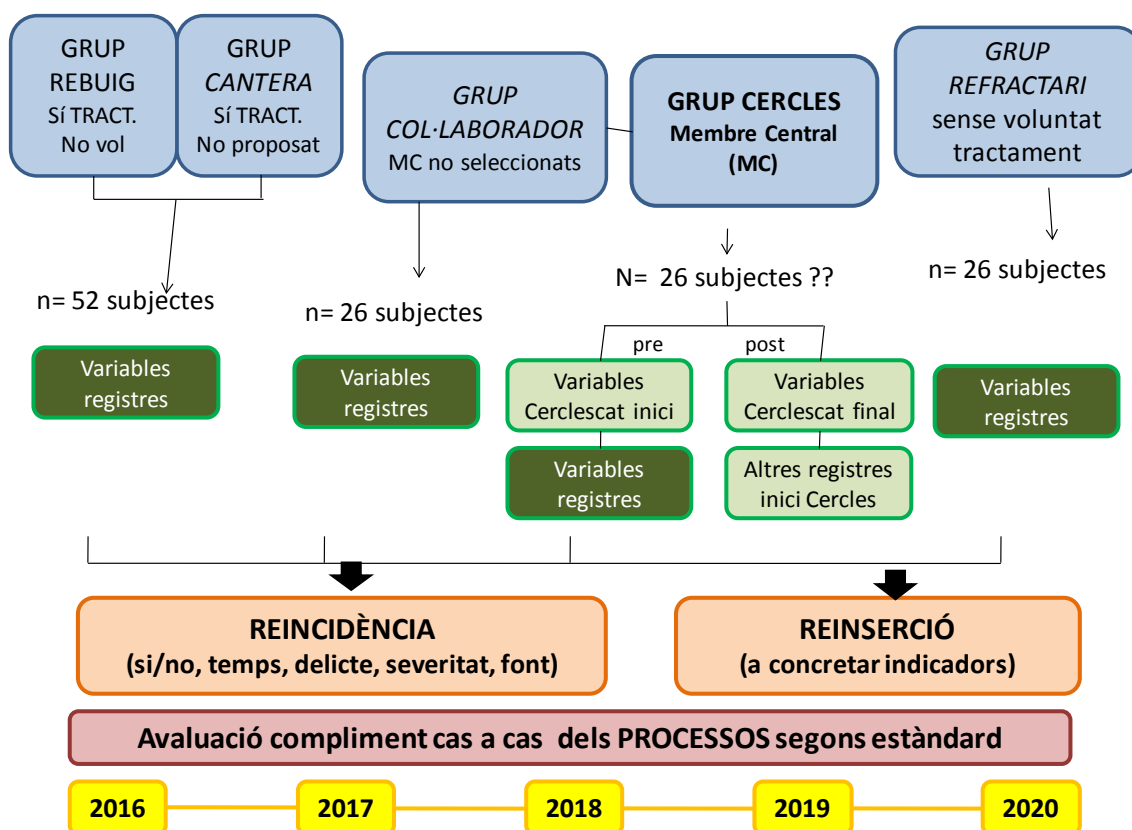 GRUP
REBUIG
SÍ TRACT.
No vol
GRUP
CANTERA
Sí TRACT.
No proposat
GRUP
COL·LABORADOR
MC no seleccionats
GRUP CERCLES
Membre Central
(MC)
GRUP
REFRACTARI
sense voluntat
tractament
n= 52 subjectes
n= 26 subjectes
N= 26 subjectes ??
n= 26 subjectes
pre
post
Variables
registres
Variables
registres
Variables
Cerclescat inici
Variables
Cerclescat final
Variables
registres
Variables
registres
Altres registres
inici Cercles
REINCIDÈNCIA
(si/no, temps, delicte, severitat, font)
REINSERCIÓ
(a concretar indicadors)
Avaluació compliment cas a cas dels PROCESSOS segons estàndard
2016
2017
2018
2019
2020